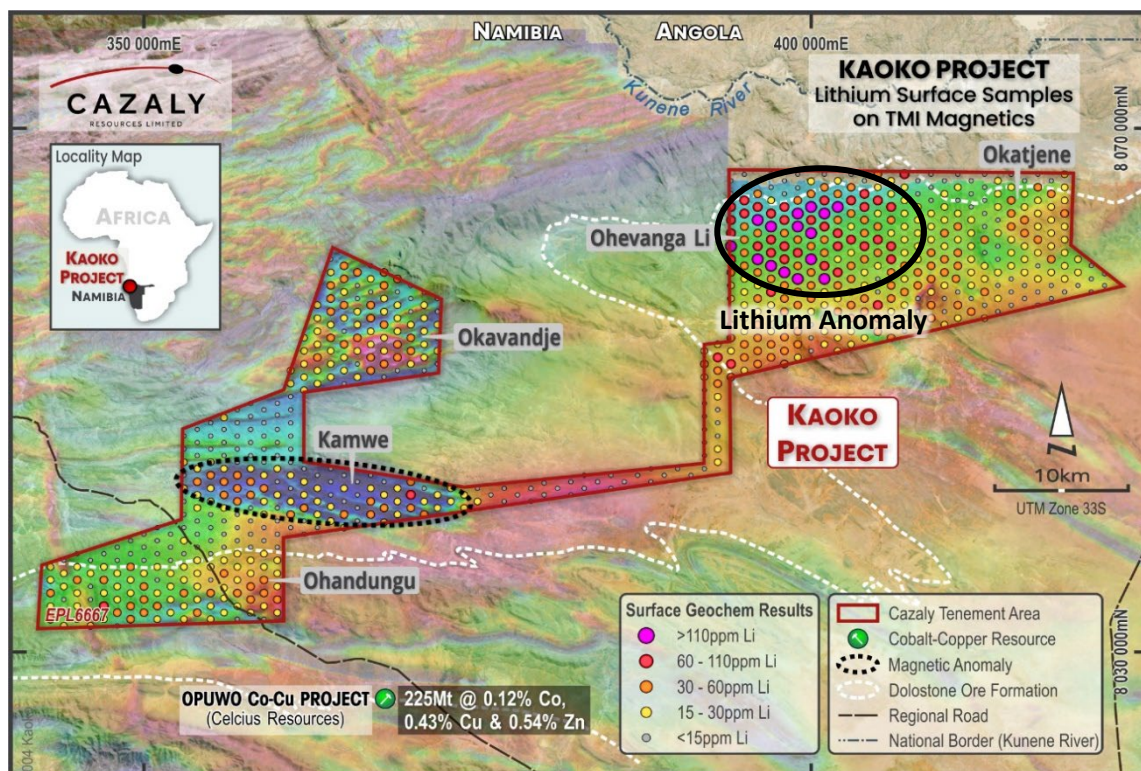 350 000mE
NAMIBIA
ANGOLA
400 000mE
CAZALY
RESOURCES LIMITED
Kunene River
KAOKO PROJECT
Lithium Surface Samples
on TMI Magnetics
8 070 000mN
Locality Map
AFRICA
KAOKO
PROJECT
NAMIBIA
Okatjene
Ohevanga Li
Lithium Anomaly
Okavandje
KAOKO
PROJECT
Kamwe
10km
UTM Zone 33S
Ohandungu
EPL6667
Surface Geochem Results
>110ppm Li
60 - 110ppm Li
30 - 60ppm Li
15 - 30ppm Li
<15ppm Li
Cazaly Tenement Area
Cobalt-Copper Resource
Magnetic Anomaly
Dolostone Ore Formation
Regional Road
National Border (Kunene River)
8 030 000mN
OPUWO Co-Cu PROJECT
(Celcius Resources)
225Mt @ 0.12% Co,
0.43% Cu & 0.54% Zn